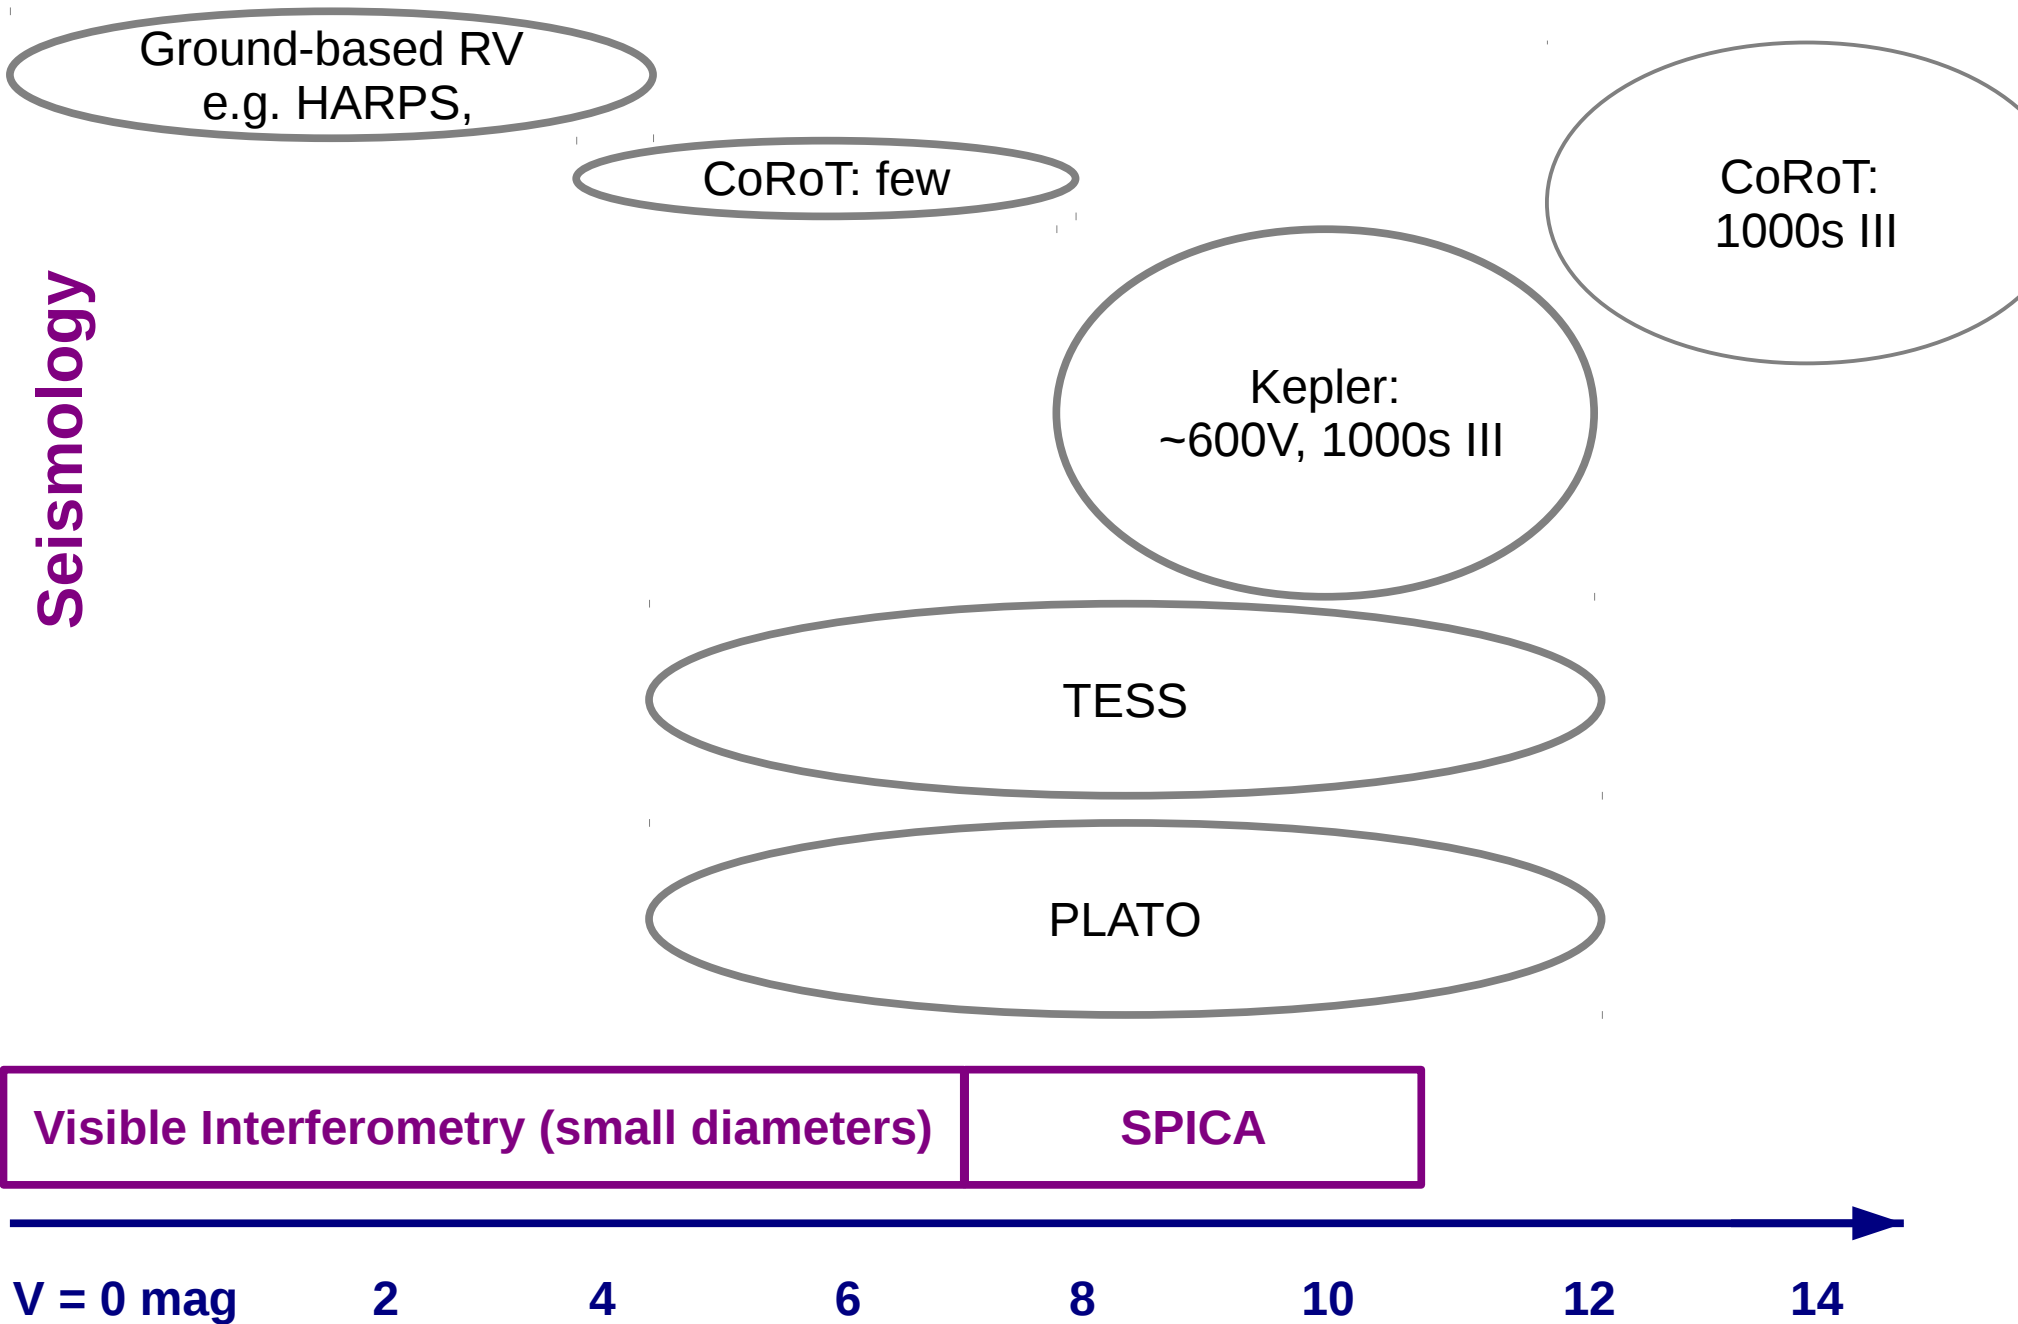 Ground-based RV
e.g. HARPS,
CoRoT: few
CoRoT:
1000s III
Seismology
Kepler:
~600V, 1000s III
TESS
PLATO
Visible Interferometry (small diameters)
SPICA
V = 0 mag 2 4 6 8 10 12 14